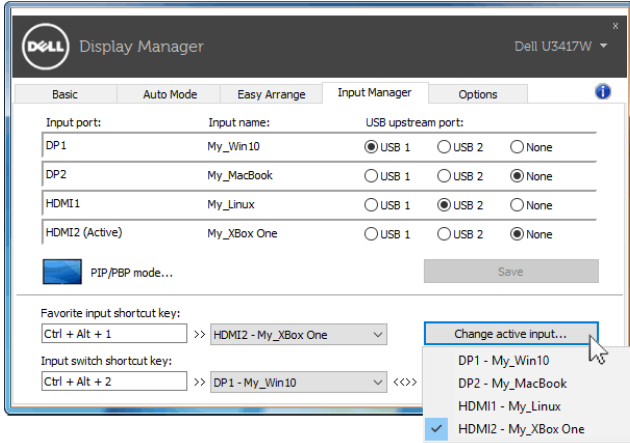 DELL Display Manager Dell U3417W
x
Basic Auto Mode Easy Arrange Input Manager Options i
Input port: Input name: USB upstream port:
DP1 My_Win10 USB 1 USB 2 None
DP2 My_MacBook USB 1 USB 2 None
HDMI1 My_Linux USB 1 USB 2 None
HDMI2 (Active) My_XBox One USB 1 USB 2 None
PIP/PBP mode... Save
Favorite input shortcut key:
Ctrl + Alt + 1 >> HDMI2 - My_XBox One Change active input...
Input switch shortcut key:
Ctrl + Alt + 2 >> DP1 - My_Win10 <<>>
DP1 - My_Win10
DP2 - My_MacBook
HDMI1 - My_Linux
HDMI2 - My_XBox One